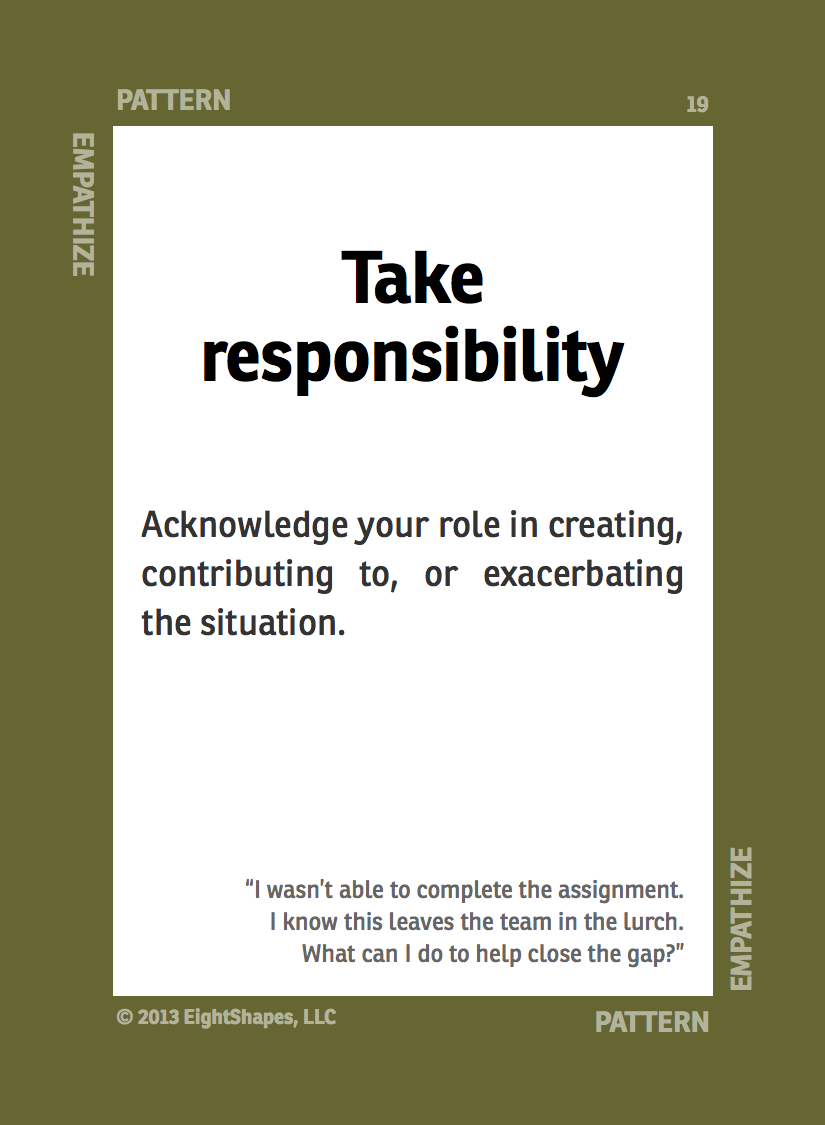 PATTERN
19
EMPATHIZE
Take
responsibility
Acknowledge your role in creating,
contributing to, or exacerbating
the situation.
“I wasn’t able to complete the assignment.
I know this leaves the team in the lurch.
What can I do to help close the gap?”
EMPATHIZE
© 2013 EightShapes, LLC
PATTERN